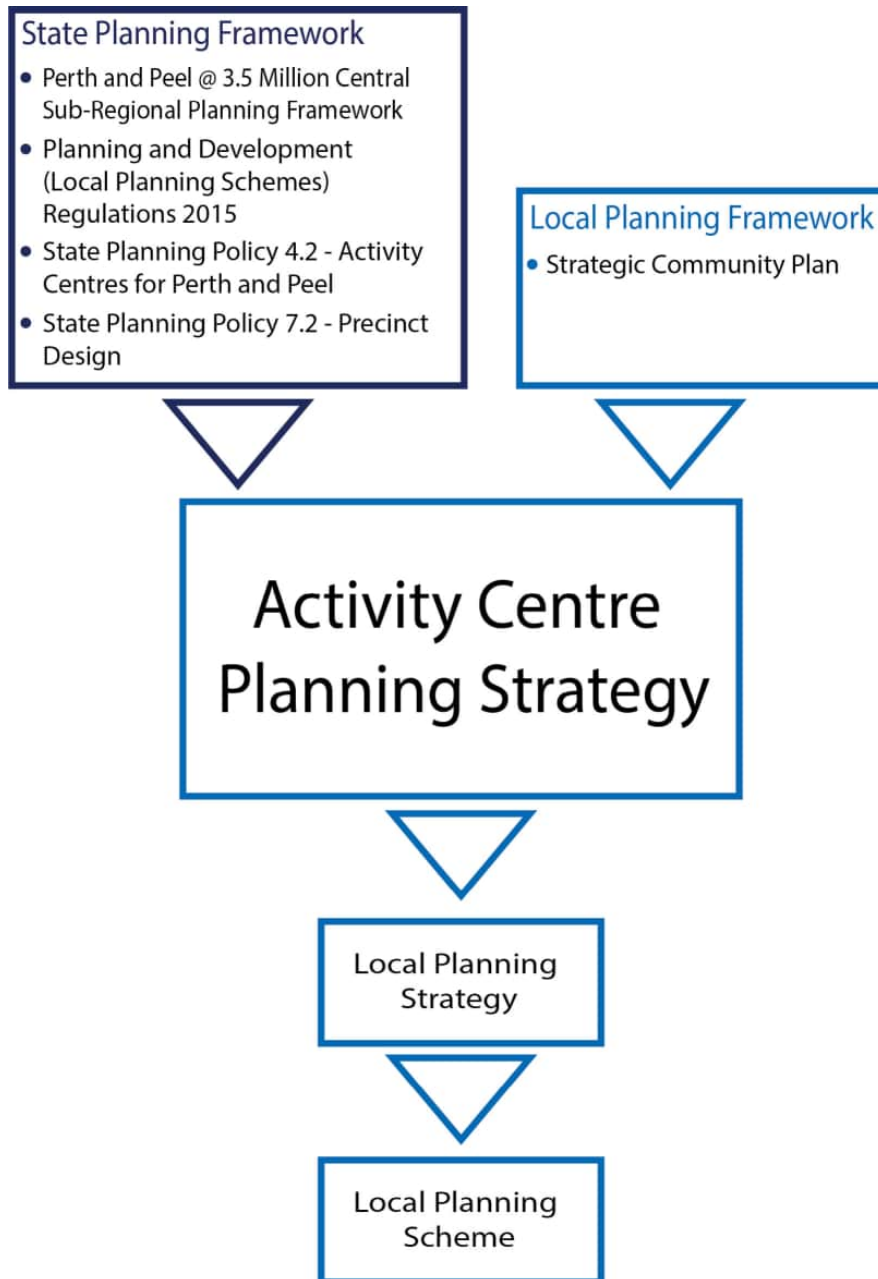 State Planning Framework
• Perth and Peel @ 3.5 Million Central
Sub-Regional Planning Framework
• Planning and Development
(Local Planning Schemes)
Regulations 2015
• State Planning Policy 4.2 - Activity
Centres for Perth and Peel
• State Planning Policy 7.2 - Precinct
Design
Local Planning Framework
• Strategic Community Plan
Activity Centre
Planning Strategy
Local Planning
Strategy
Local Planning
Scheme